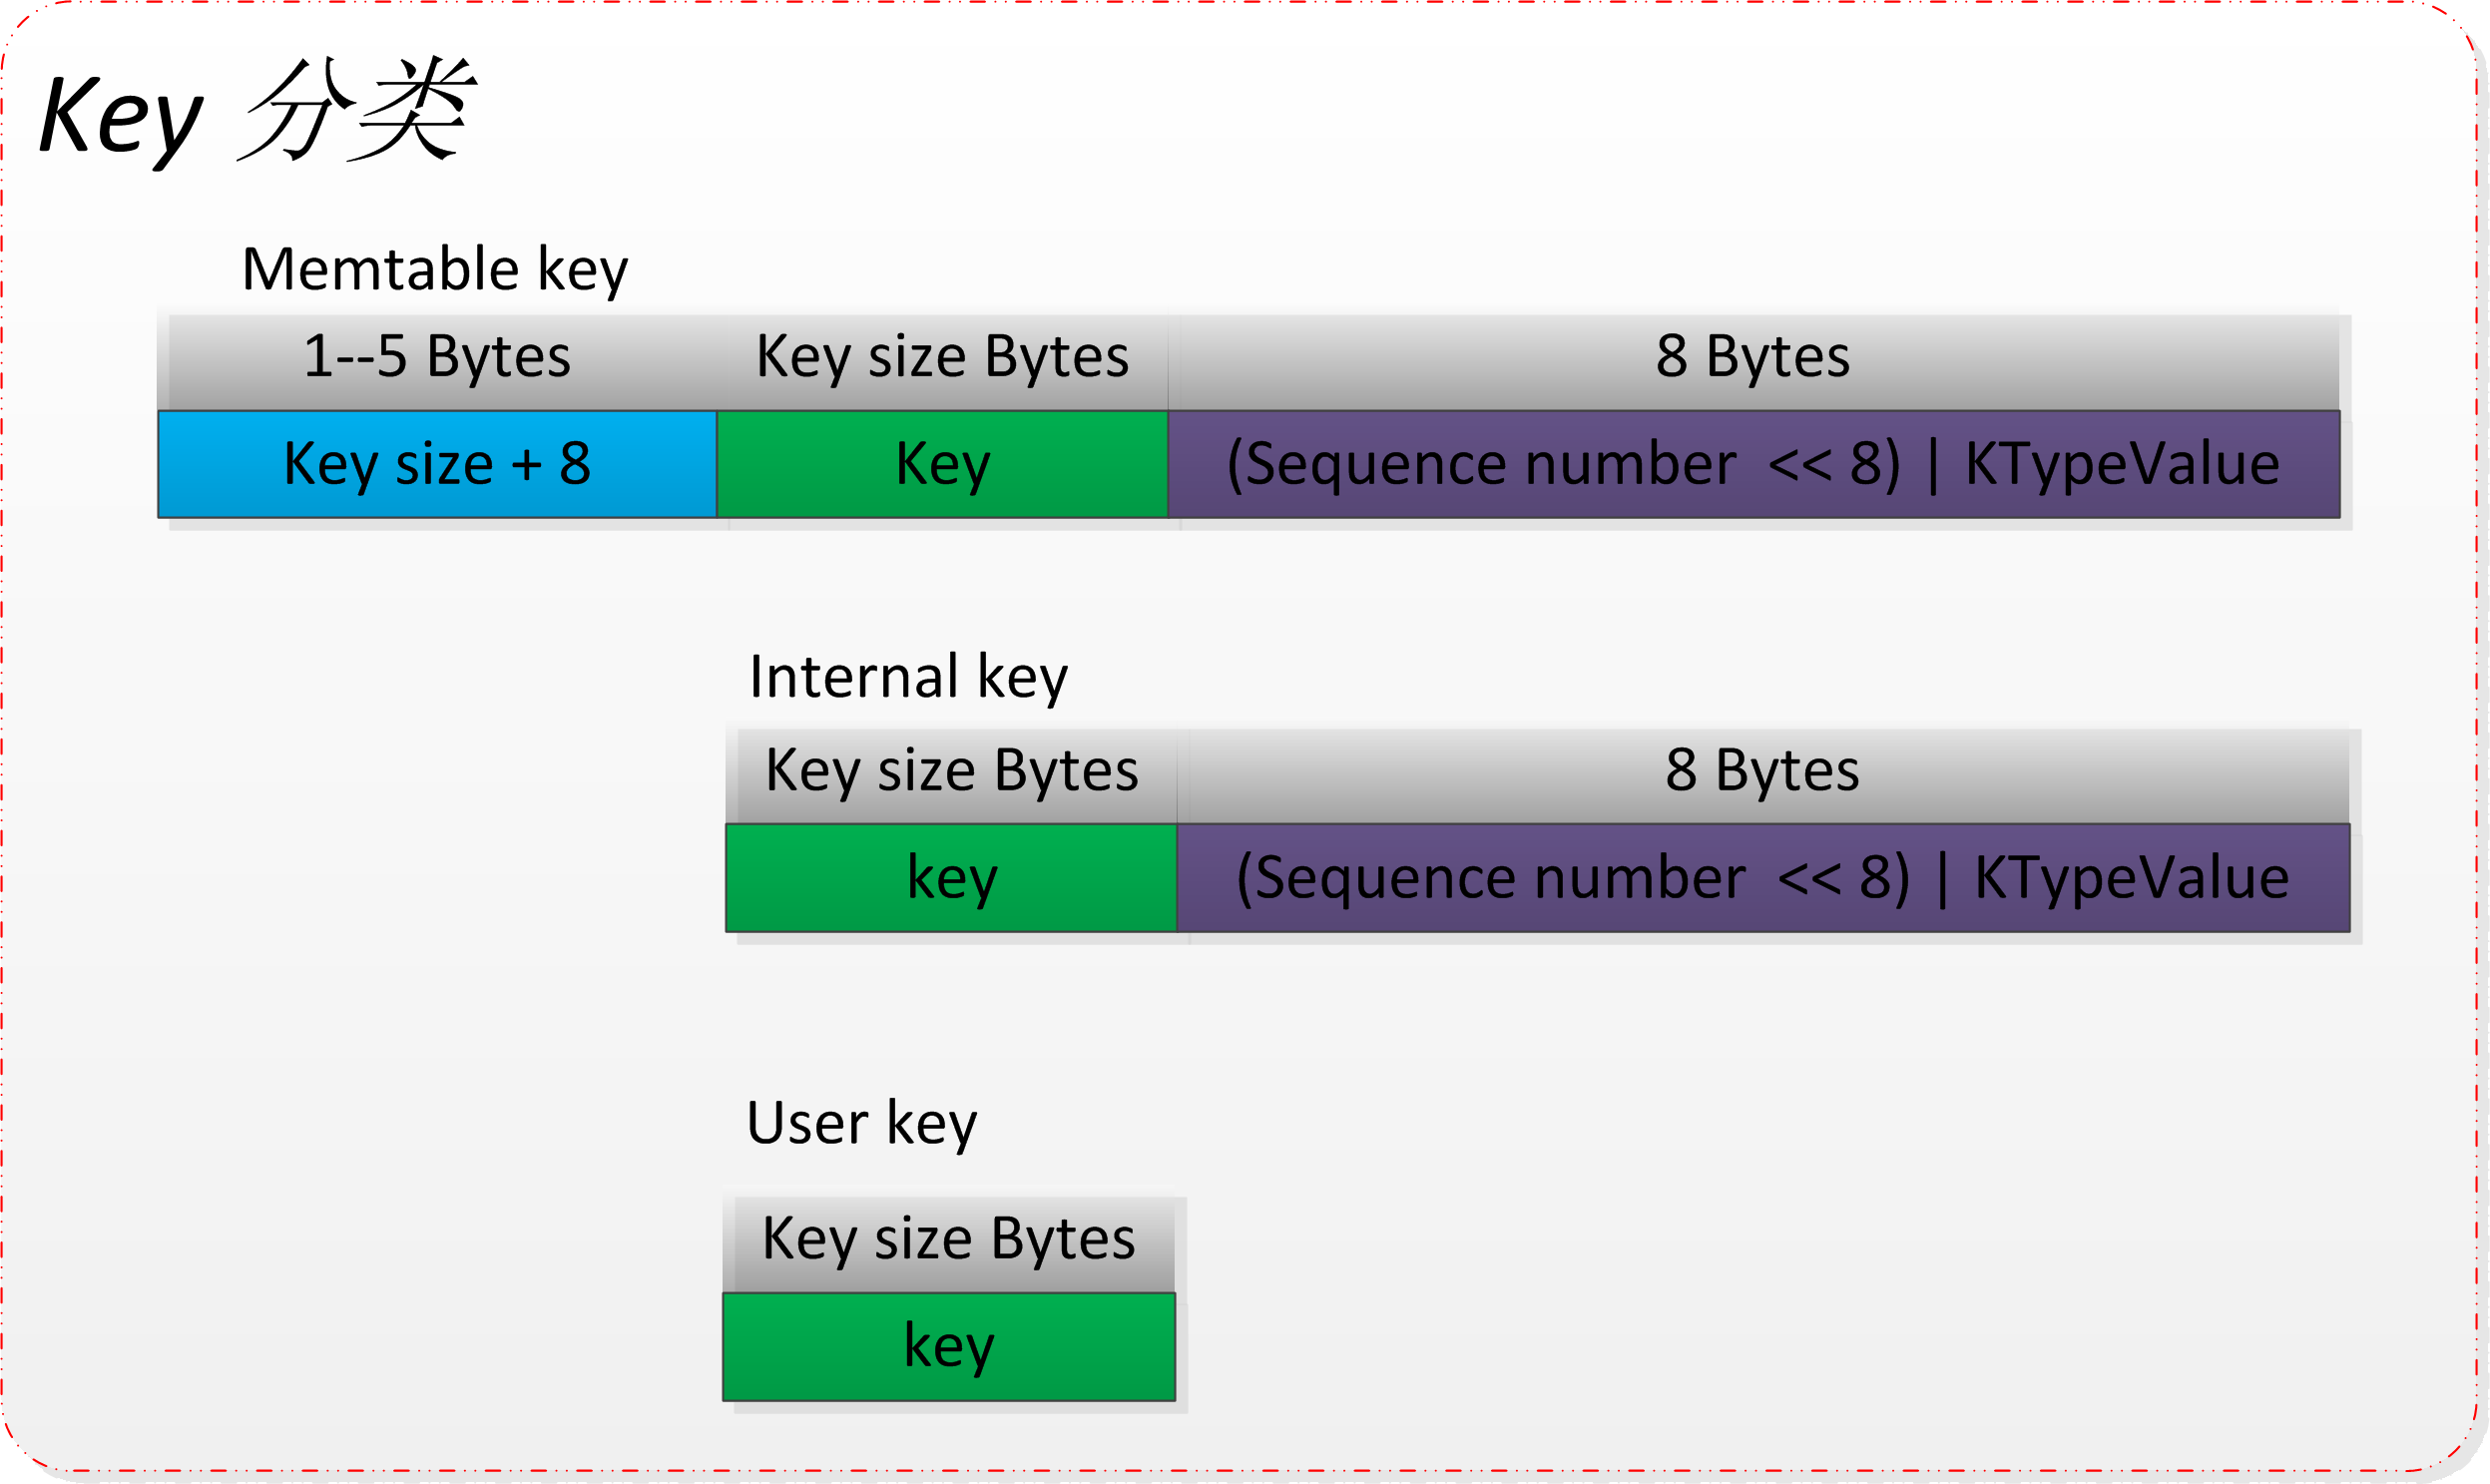 Key 分类
Memtable key
1--5 Bytes Key size Bytes 8 Bytes
Key size + 8 Key (Sequence number << 8) | KTypeValue
Internal key
Key size Bytes 8 Bytes
key (Sequence number << 8) | KTypeValue
User key
Key size Bytes
key